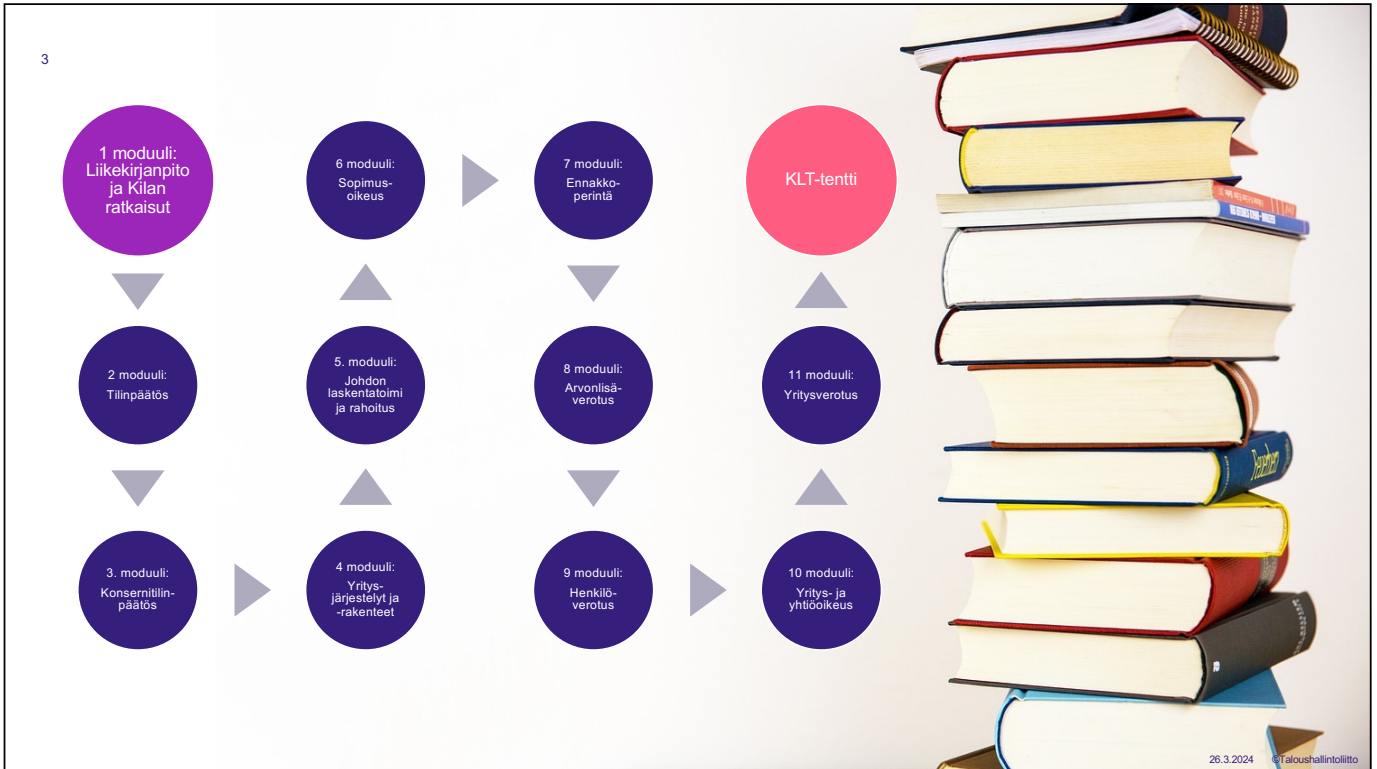 3
1 moduuli:
Liikekirjanpito
ja Kilan
ratkaisut
2 moduuli:
Tilinpäätös
3. moduuli:
Konsernitilin-
päätös
4 moduuli:
Yritys-
järjestelyt ja
-rakenteet
5. moduuli:
Johdon
laskentatoimi
ja rahoitus
6 moduuli:
Sopimus-
oikeus
7 moduuli:
Ennakko-
perintä
8 moduuli:
Arvonlisä-
verotus
9 moduuli:
Henkilö-
verotus
10 moduuli:
Yritys- ja
yhtiöoikeus
11 moduuli:
Yritysverotus
KLT-tentti
26.3.2024 ©Taloushallintoliitto